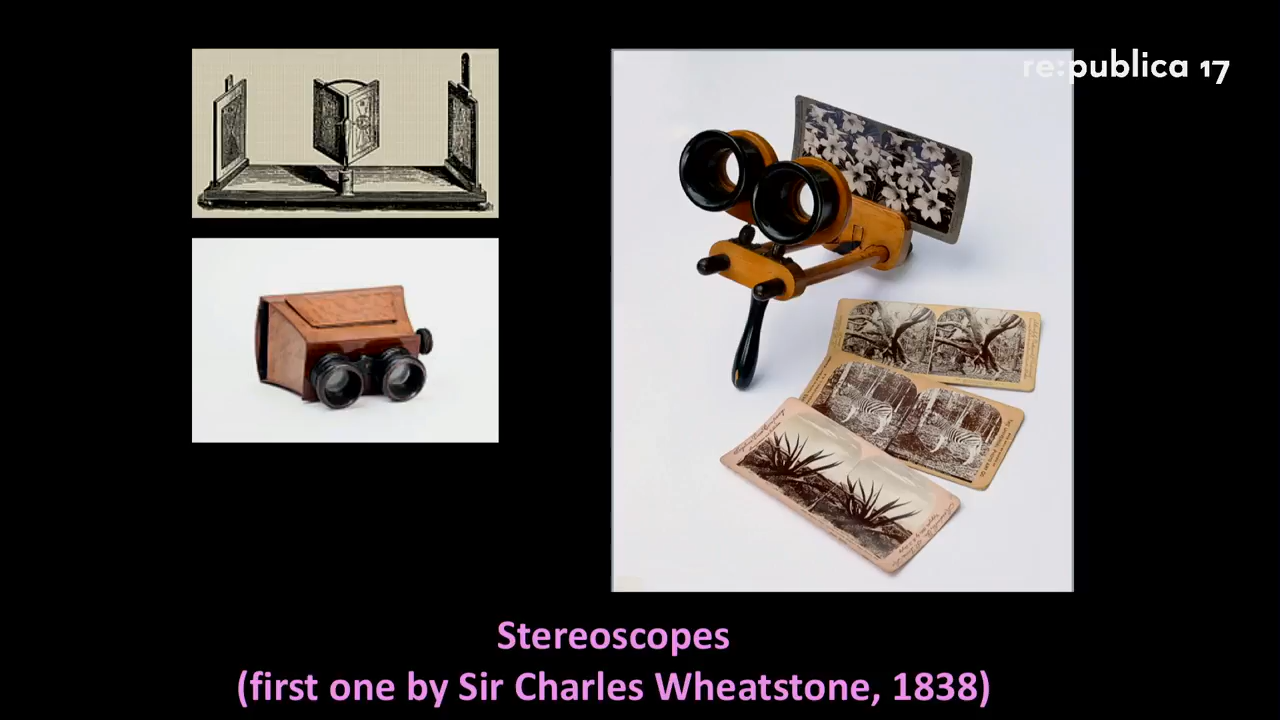 re:publica 17
Stereoscopes
(first one by Sir Charles Wheatstone, 1838)